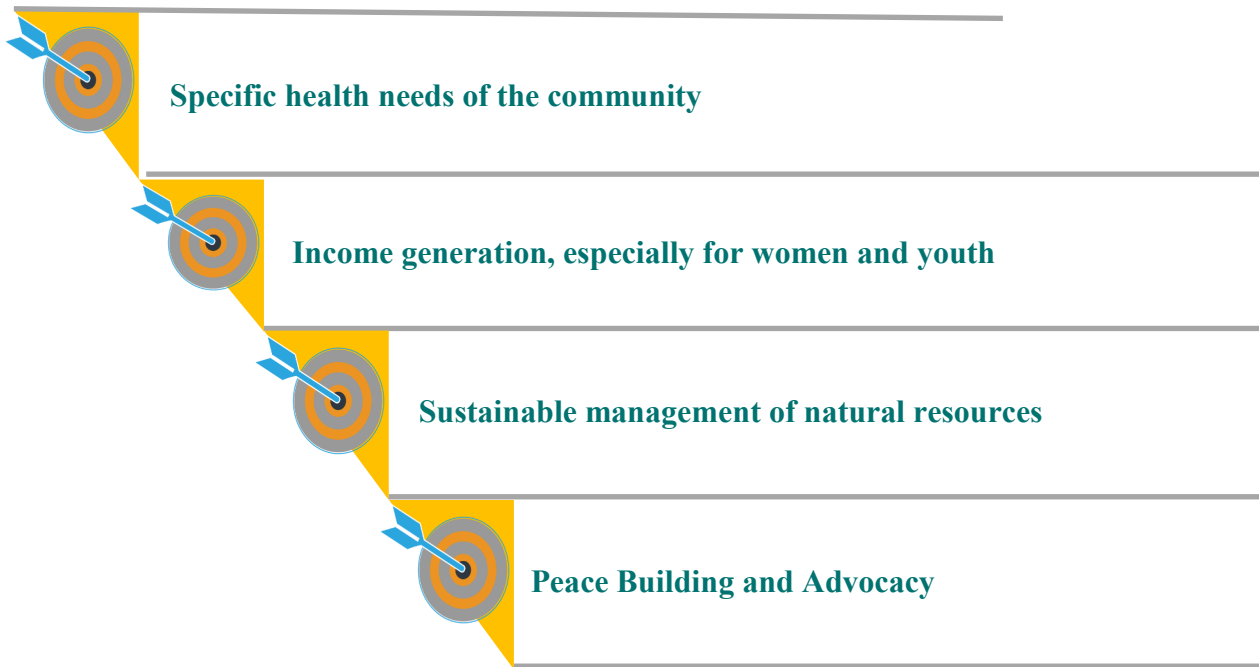 Specific health needs of the community
Income generation, especially for women and youth
Sustainable management of natural resources
Peace Building and Advocacy